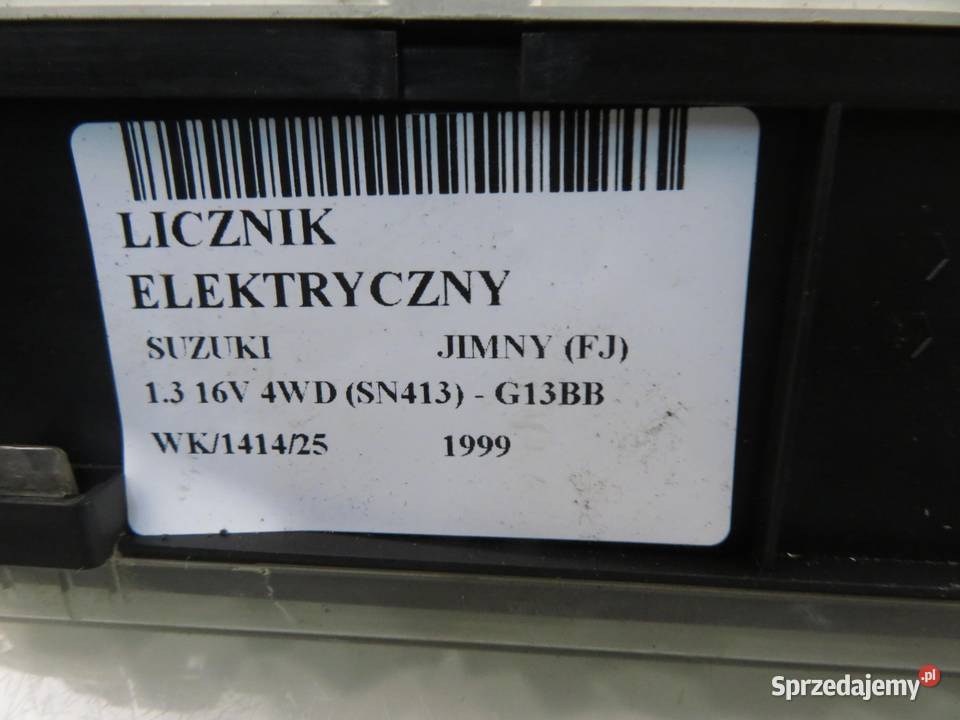 LICZNIK
ELEKTRYCZNY
SUZUKI JIMNY (FJ)
1.3 16V 4WD (SN413) - G13BB
WK/1414/25 1999
Sprzedajemy.pl